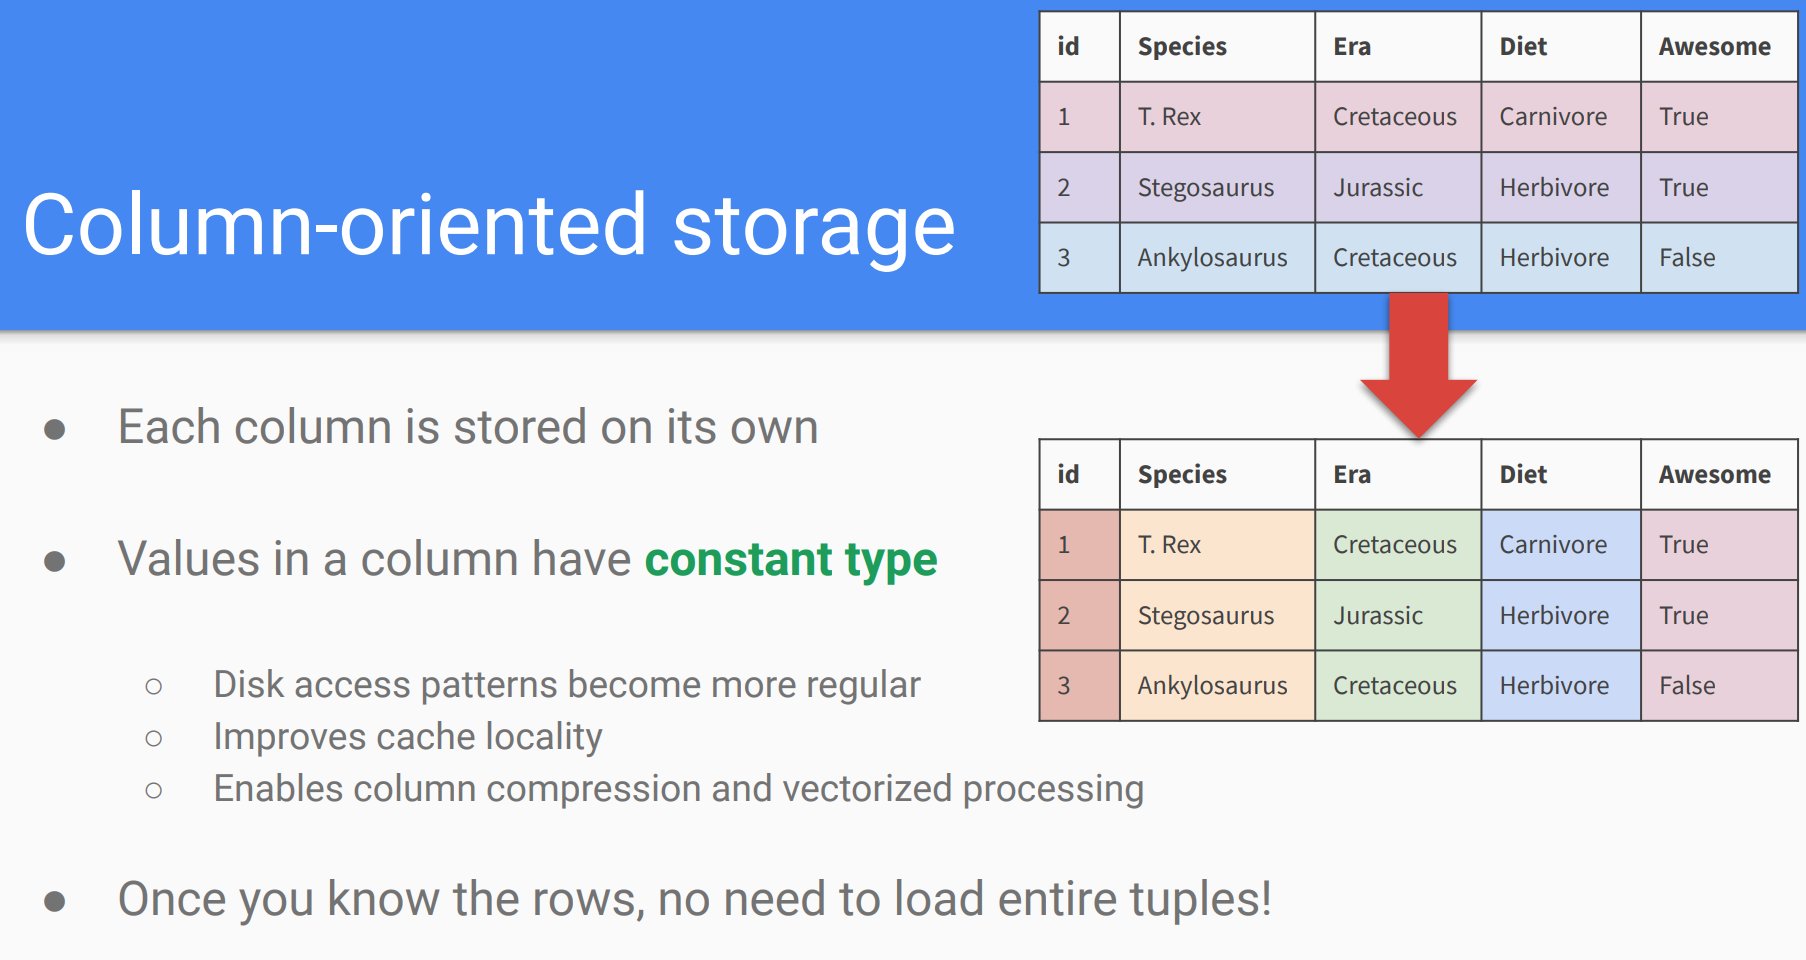 Column-oriented storage
id Species Era Diet Awesome
1 T. Rex Cretaceous Carnivore True
2 Stegosaurus Jurassic Herbivore True
3 Ankylosaurus Cretaceous Herbivore False
● Each column is stored on its own
● Values in a column have constant type
○ Disk access patterns become more regular
○ Improves cache locality
○ Enables column compression and vectorized processing
● Once you know the rows, no need to load entire tuples!
id Species Era Diet Awesome
1 T. Rex Cretaceous Carnivore True
2 Stegosaurus Jurassic Herbivore True
3 Ankylosaurus Cretaceous Herbivore False